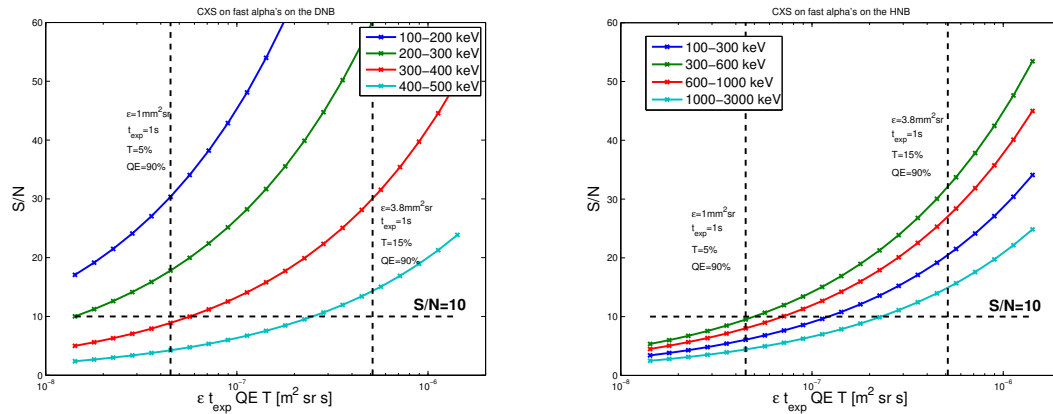 CXS on fast alpha's on the DNB
60
50
40
30
20
10
0
S/N
100−200 keV
200−300 keV
300−400 keV
400−500 keV
ε=1mm²sr
t_exp=1s
T=5%
QE=90%
ε=3.8mm²sr
t_exp=1s
T=15%
QE=90%
S/N=10
10⁻⁸
10⁻⁷
10⁻⁶
ε t_exp QE T [m² sr s]
CXS on fast alpha's on the HNB
60
50
40
30
20
10
0
S/N
100−300 keV
300−600 keV
600−1000 keV
1000−3000 keV
ε=3.8mm²sr
t_exp=1s
T=15%
QE=90%
ε=1mm²sr
t_exp=1s
T=5%
QE=90%
S/N=10
10⁻⁸
10⁻⁷
10⁻⁶
ε t_exp QE T [m² sr s]